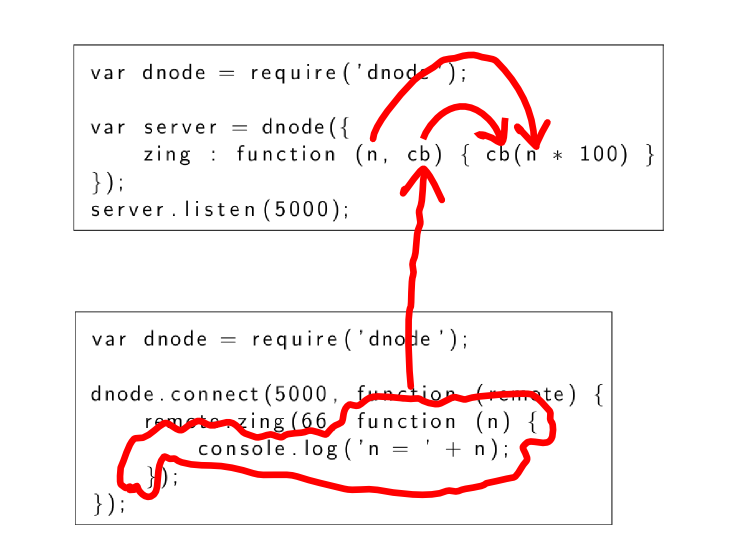 var dnode = require('dnode');
var server = dnode({
    zing : function (n, cb) { cb(n * 100) }
});
server.listen(5000);
var dnode = require('dnode');
dnode.connect(5000, function (remote) {
    remote.zing(66, function (n) {
        console.log('n = ' + n);
    });
});